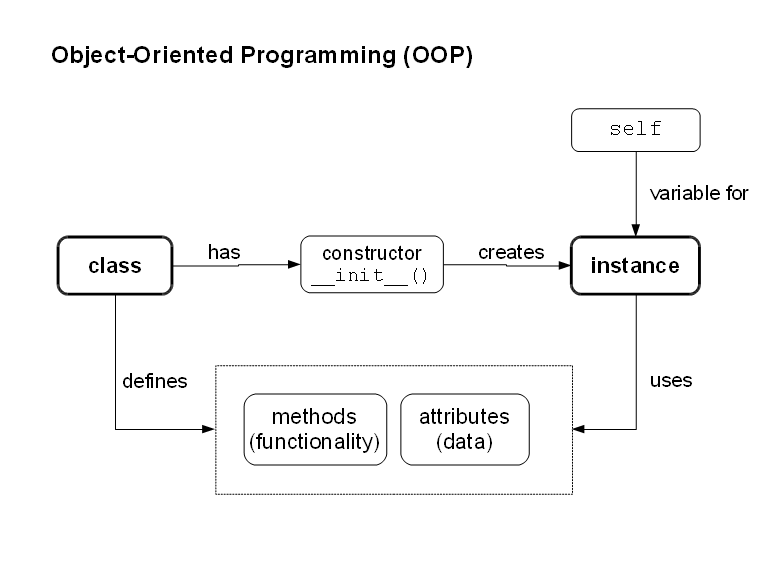 Object-Oriented Programming (OOP)
self
variable for
class
has
constructor
__init__()
creates
instance
defines
methods
(functionality)
attributes
(data)
uses